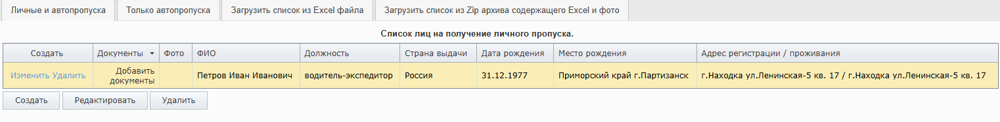 Личные и автопропуска Только автопропуска Загрузить список из Excel файла Загрузить список из Zip архива содержащего Excel и фото
Список лиц на получение личного пропуска.
Создать Документы Фото ФИО Должность Страна выдачи Дата рождения Место рождения Адрес регистрации / проживания
Изменить Удалить Добавить документы Петров Иван Иванович водитель-экспедитор Россия 31.12.1977 Приморский край г.Партизанск г.Находка ул.Ленинская-5 кв. 17 / г.Находка ул.Ленинская-5 кв. 17
Создать Редактировать Удалить